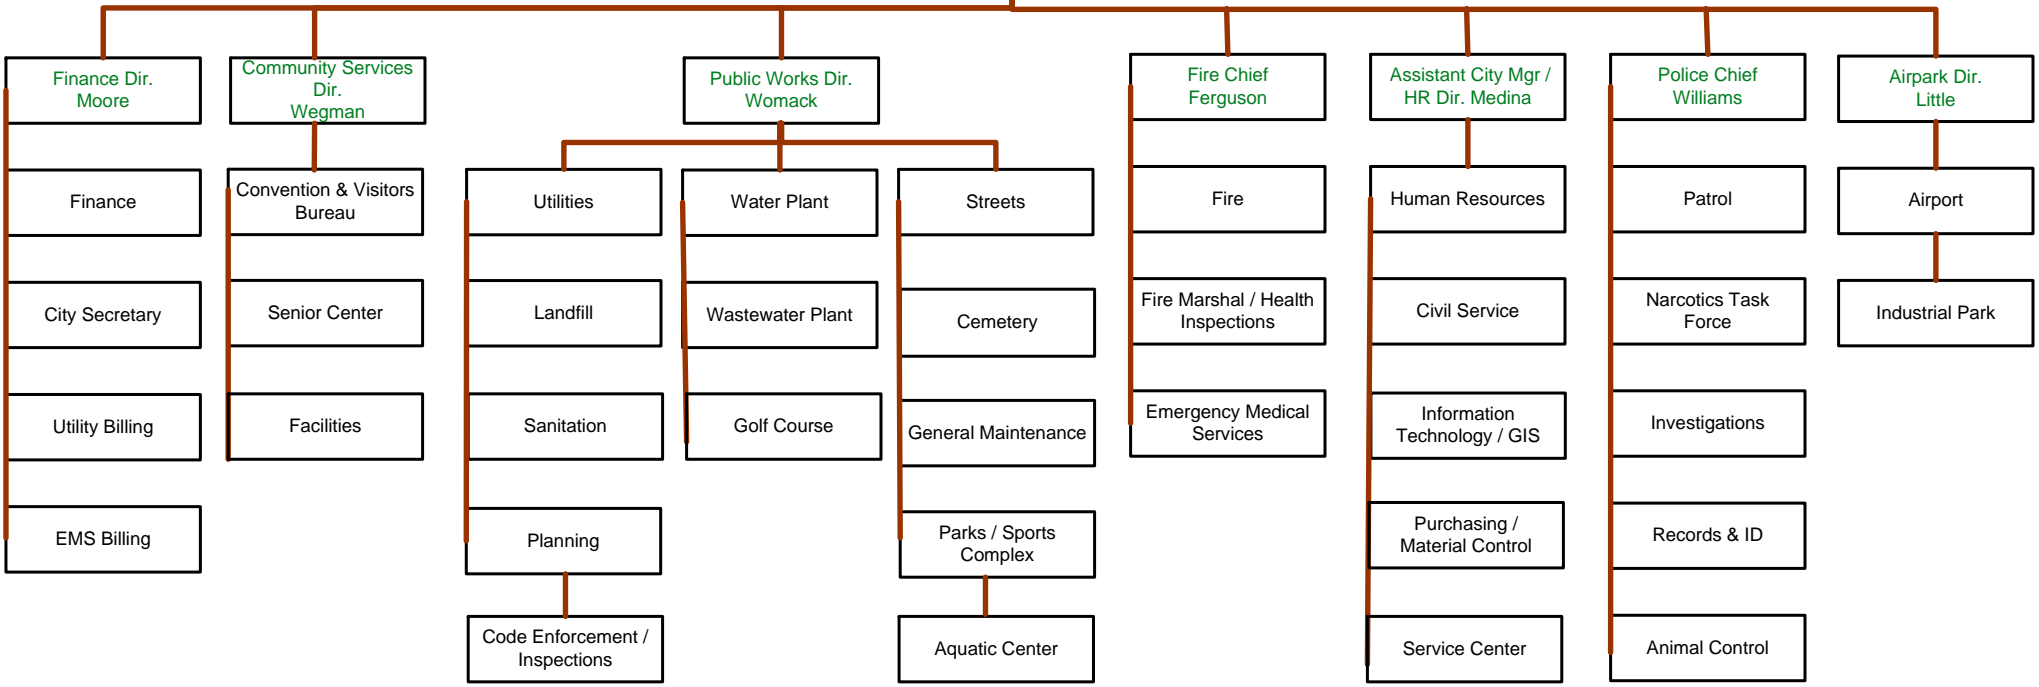 Finance Dir.
Moore
Community Services
Dir.
Wegman
Public Works Dir.
Womack
Fire Chief
Ferguson
Assistant City Mgr /
HR Dir. Medina
Police Chief
Williams
Airpark Dir.
Little
Finance
City Secretary
Utility Billing
EMS Billing
Convention & Visitors
Bureau
Senior Center
Facilities
Utilities
Landfill
Sanitation
Planning
Code Enforcement /
Inspections
Water Plant
Wastewater Plant
Golf Course
Streets
Cemetery
General Maintenance
Parks / Sports
Complex
Aquatic Center
Fire
Fire Marshal / Health
Inspections
Emergency Medical
Services
Human Resources
Civil Service
Information
Technology / GIS
Purchasing /
Material Control
Service Center
Patrol
Narcotics Task
Force
Investigations
Records & ID
Animal Control
Airport
Industrial Park